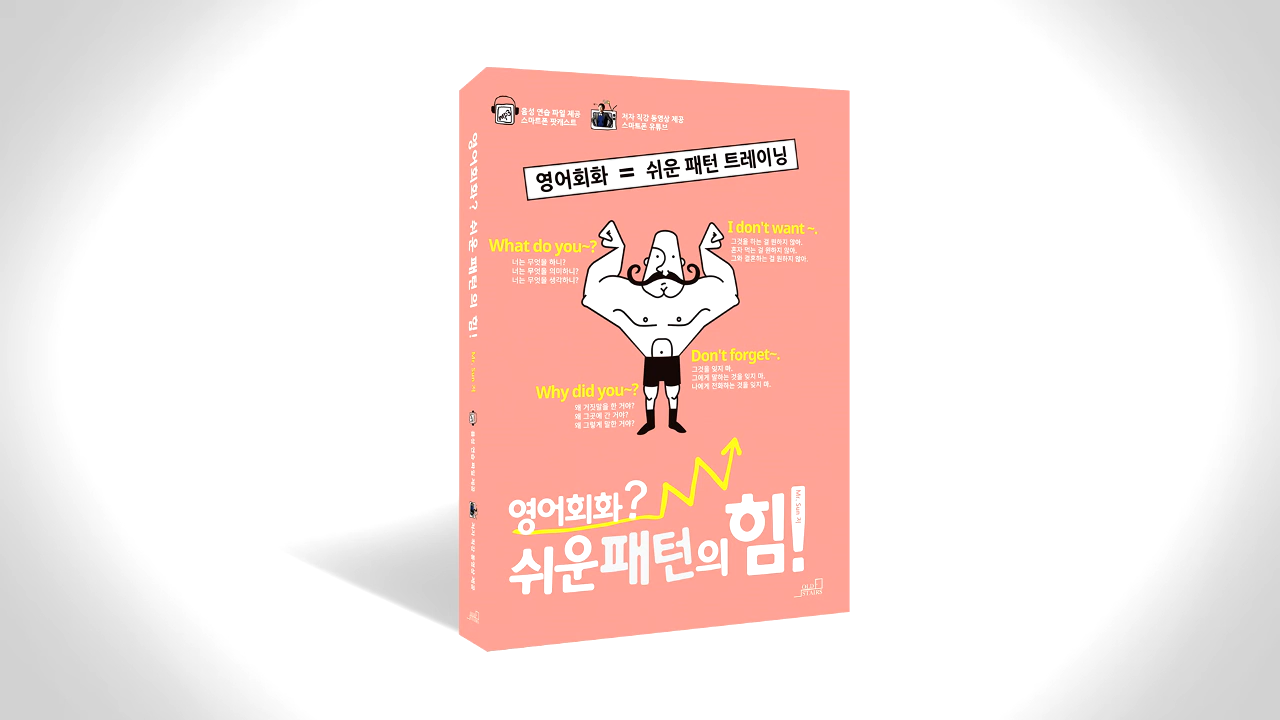 음성 연습 파일 제공
스마트폰 팟캐스트
저자 직강 동영상 제공
스마트폰 유튜브
영어회화 = 쉬운 패턴 트레이닝
What do you~?
너는 무엇을 하니?
너는 무엇을 의미하니?
너는 무엇을 생각하니?
I don't want ~.
그것을 하는 걸 원하지 않아.
혼자 먹는 걸 원하지 않아.
그와 결혼하는 걸 원하지 않아.
Don't forget~.
그것을 잊지 마.
그에게 말하는 것을 잊지 마.
나에게 전화하는 것을 잊지 마.
Why did you~?
왜 거짓말을 한 거야?
왜 그곳에 간 거야?
왜 그렇게 말한 거야?
영어회화?
쉬운 패턴의 힘!
Mr. Sun 저
OLD
STAIRS
영어회화? 쉬운 패턴의 힘!
Mr. Sun 저